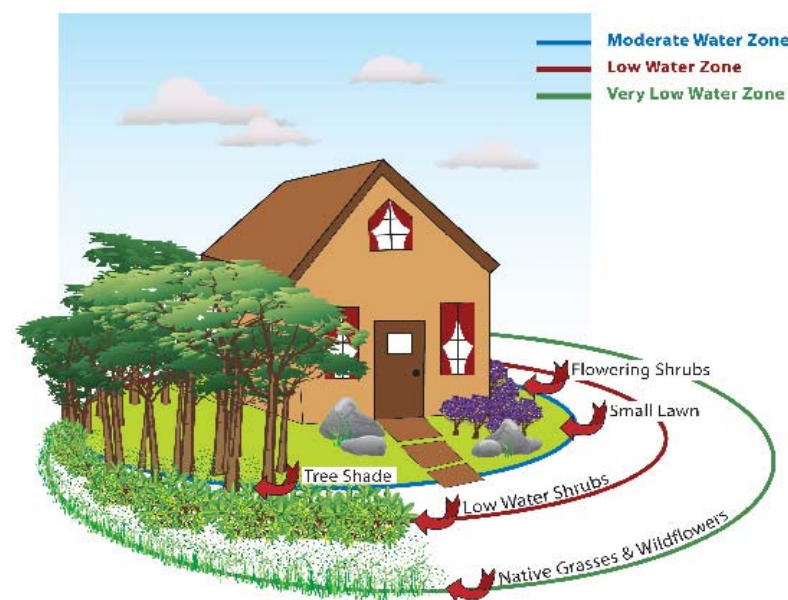 Moderate Water Zone
Low Water Zone
Very Low Water Zone
Flowering Shrubs
Small Lawn
Tree Shade
Low Water Shrubs
Native Grasses & Wildflowers